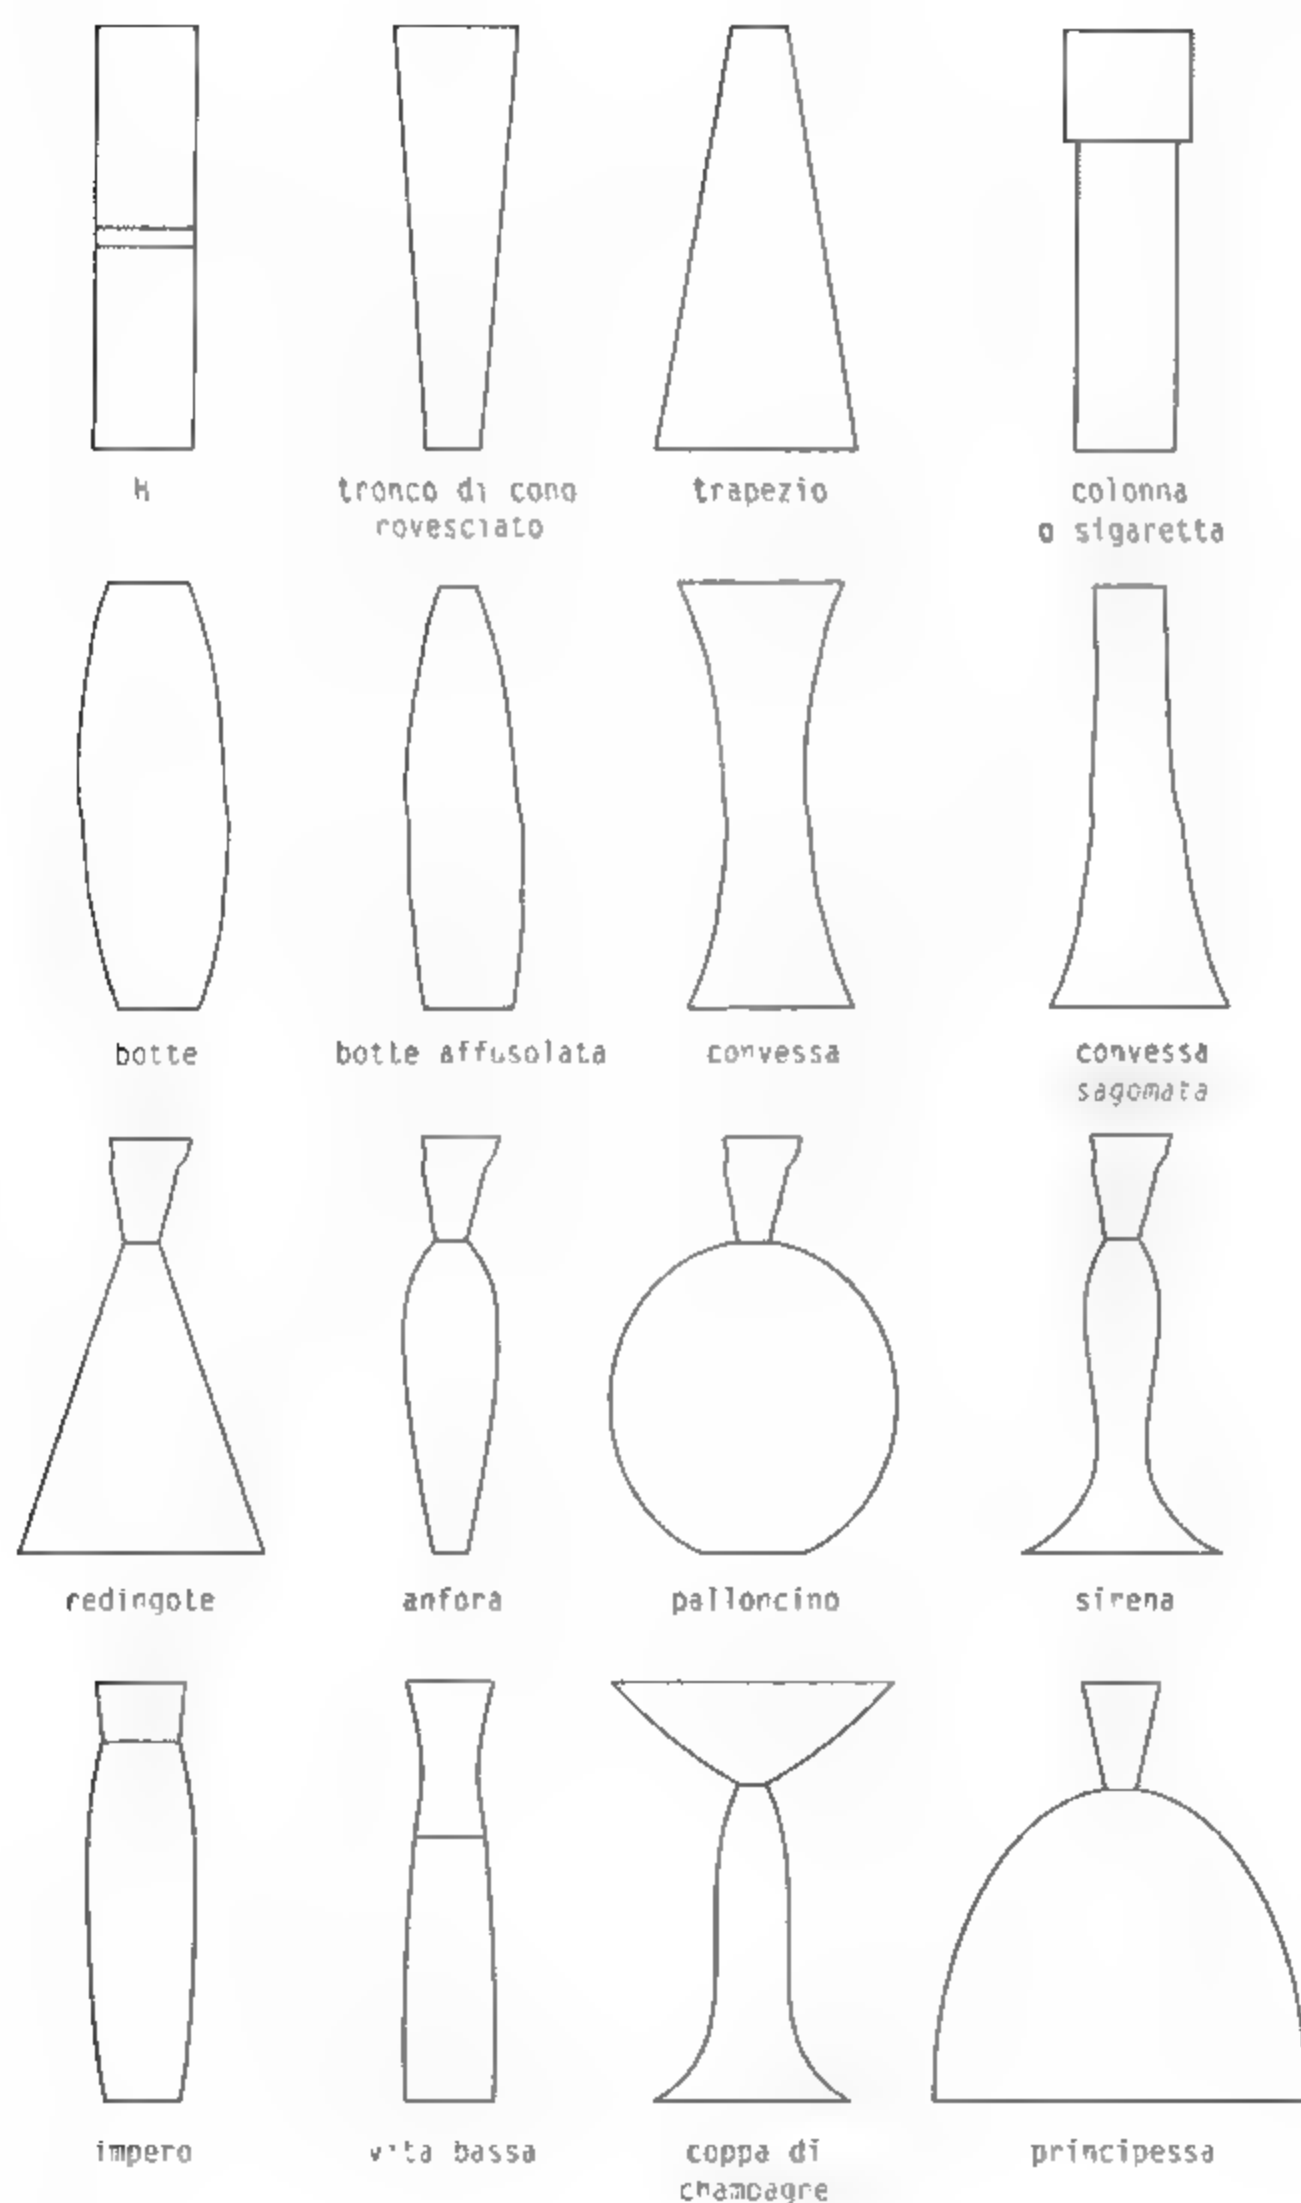 H
tronco di cono
rovesciato
trapezio
colonna
o sigaretta
botte
botte affusolata
convessa
convessa
sagomata
redingote
anfora
palloncino
sirena
impero
vita bassa
coppa di
champagne
principessa